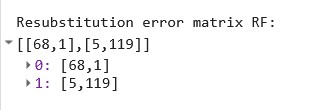 Resubstitution error matrix RF:
[[68,1],[5,119]]
0: [68,1]
1: [5,119]